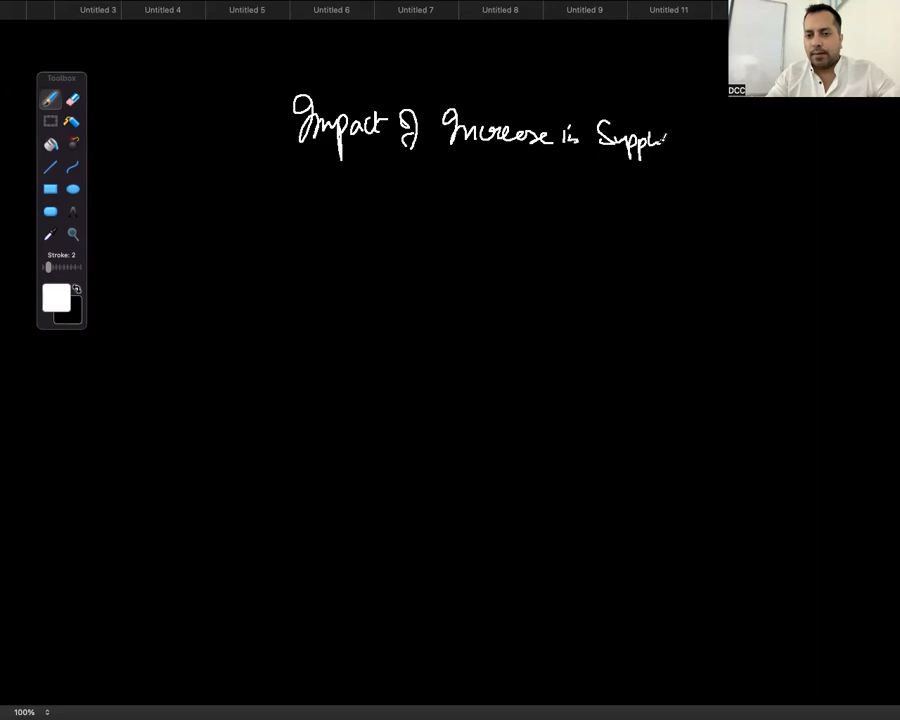 Untitled 3 Untitled 4 Untitled 5 Untitled 6 Untitled 7 Untitled 8 Untitled 9 Untitled 11
DCC
Toolbox
Impact of Increase in Suppl
Stroke: 2
100%